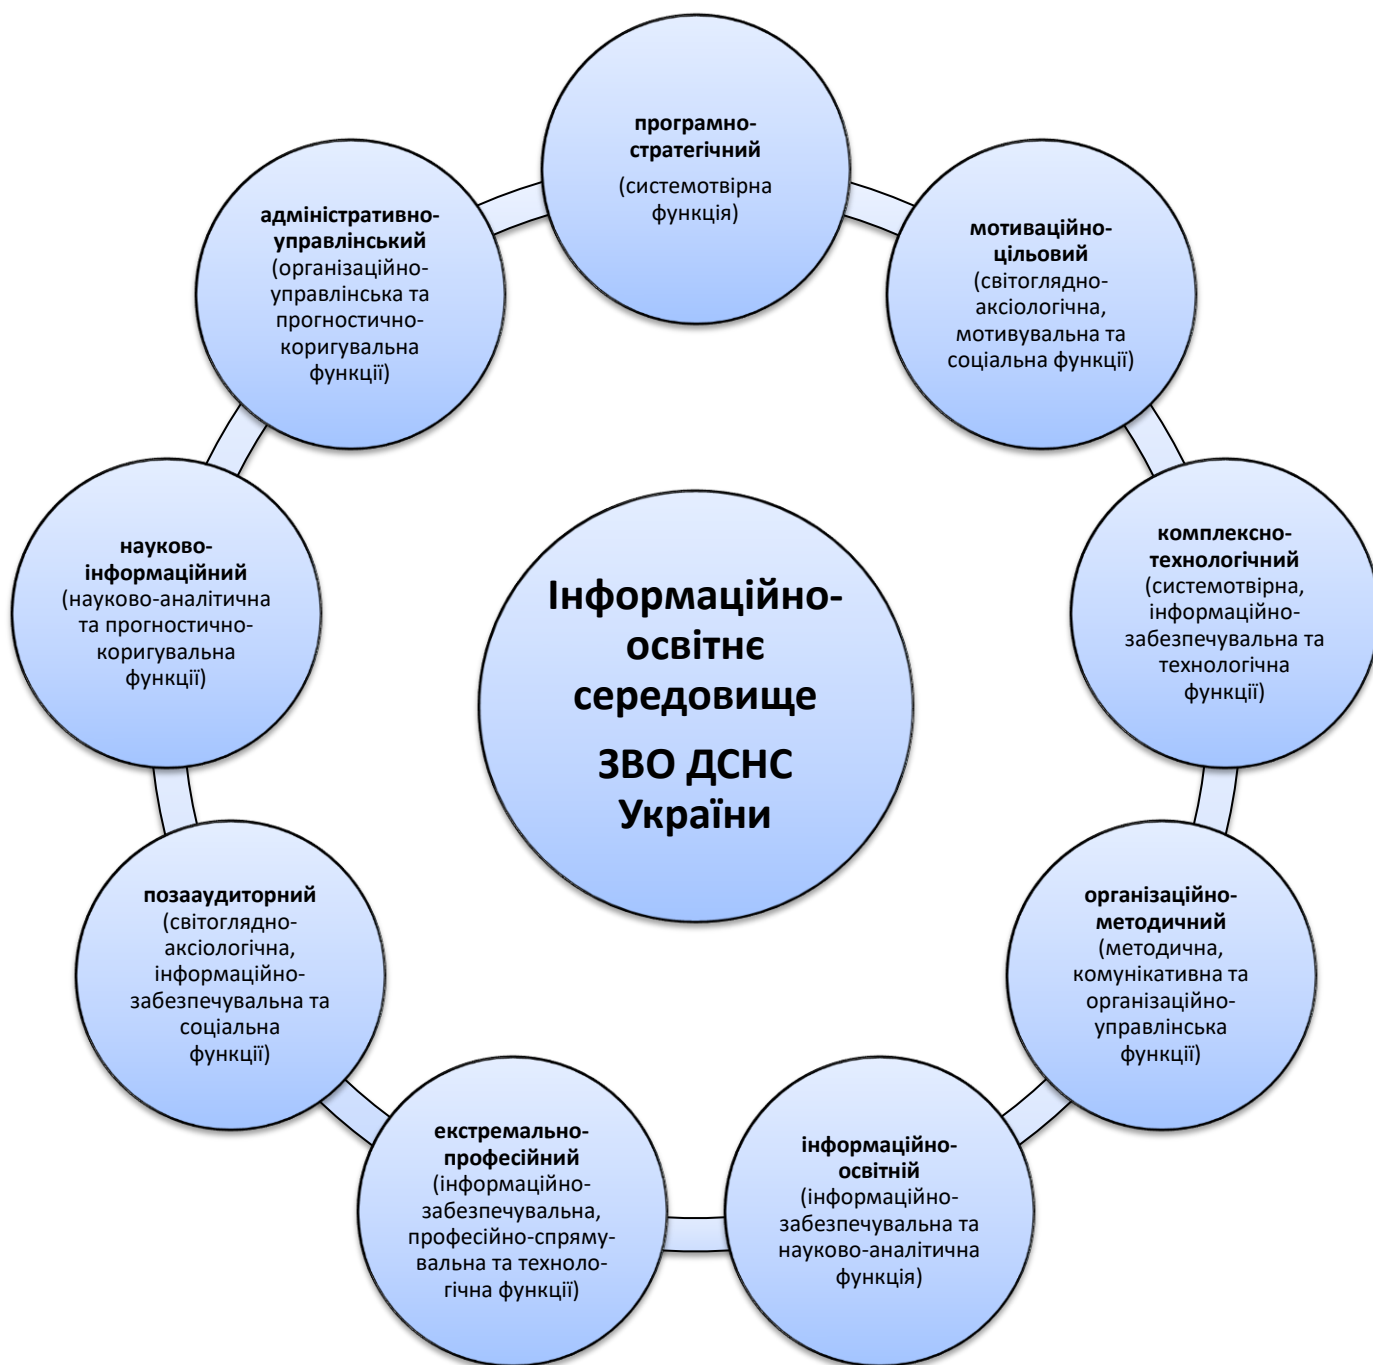 програмно-
стратегічний
(системотвірна
функція)
мотиваційно-
цільовий
(світоглядно-
аксіологічна,
мотивувальна та
соціальна функції)
комплексно-
технологічний
(системотвірна,
інформаційно-
забезпечувальна та
технологічна
функції)
організаційно-
методичний
(методична,
комунікативна та
організаційно-
управлінська
функції)
інформаційно-
освітній
(інформаційно-
забезпечувальна та
науково-аналітична
функція)
екстремально-
професійний
(інформаційно-
забезпечувальна,
професійно-спряму-
вальна та техноло-
гічна функції)
позааудиторний
(світоглядно-
аксіологічна,
інформаційно-
забезпечувальна та
соціальна
функції)
науково-
інформаційний
(науково-аналітична
та прогностично-
коригувальна
функції)
адміністративно-
управлінський
(організаційно-
управлінська та
прогностично-
коригувальна
функції)
Інформаційно-
освітнє
середовище
ЗВО ДСНС
України